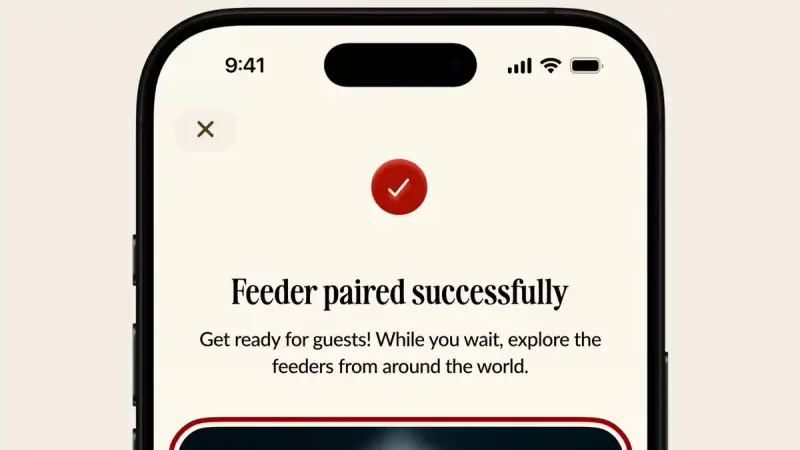 9:41
Feeder paired successfully
Get ready for guests! While you wait, explore the
feeders from around the world.